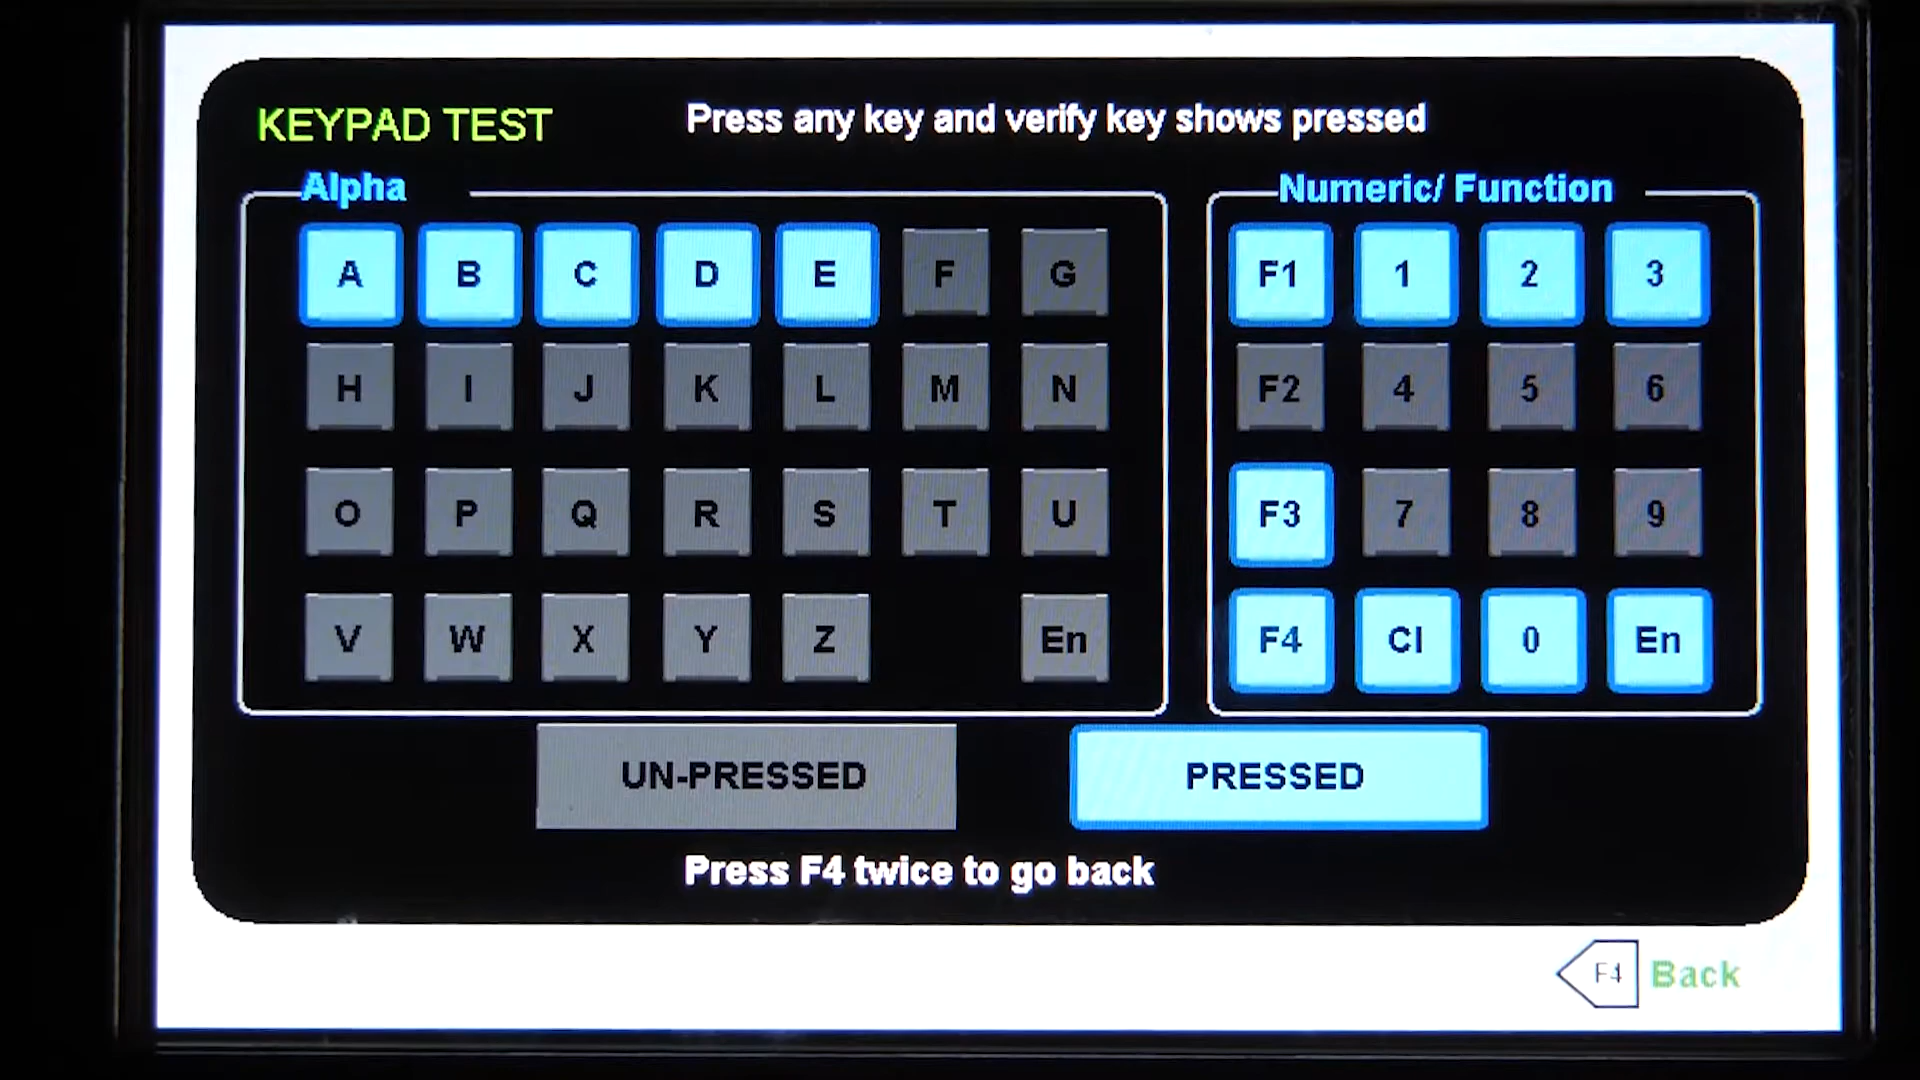 KEYPAD TEST
Press any key and verify key shows pressed
Alpha
A B C D E F G
H I J K L M N
O P Q R S T U
V W X Y Z En
Numeric/ Function
F1 1 2 3
F2 4 5 6
F3 7 8 9
F4 Cl 0 En
UN-PRESSED
PRESSED
Press F4 twice to go back
F4 Back